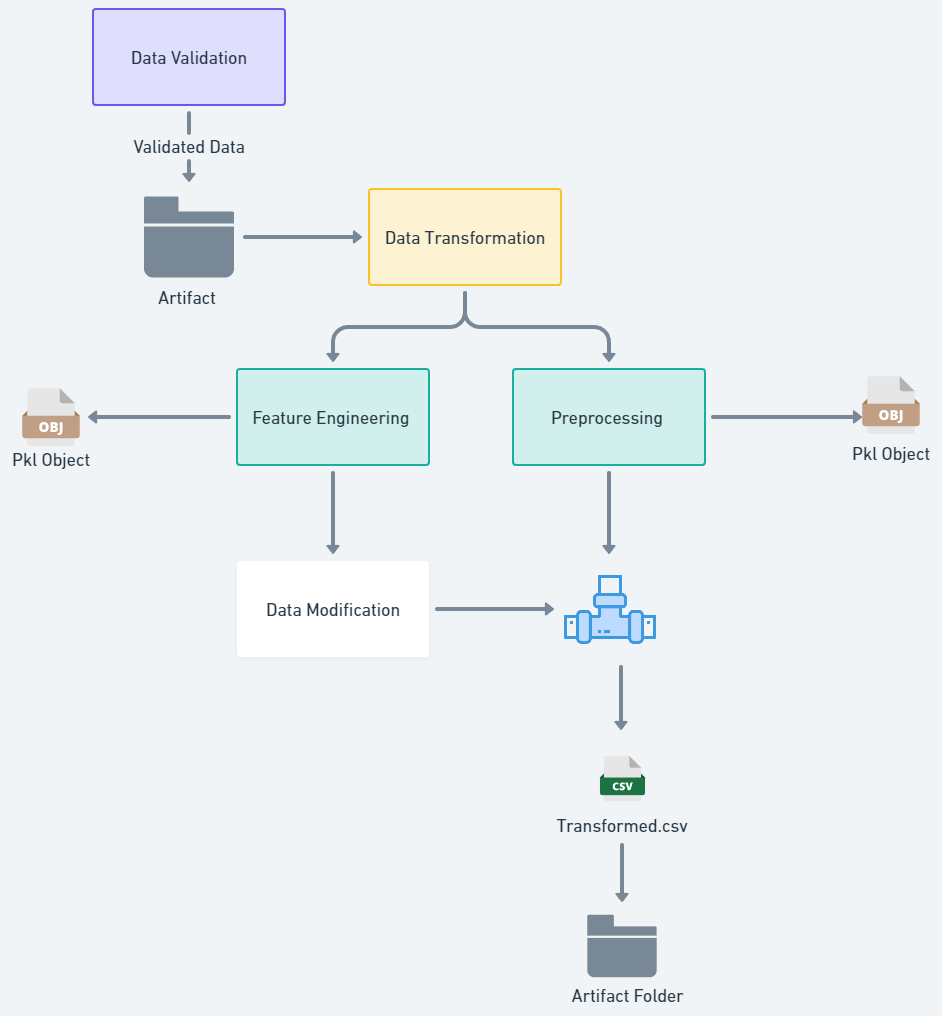 Data Validation
Validated Data
Data Transformation
Artifact
Feature Engineering
Preprocessing
OBJ
Pkl Object
OBJ
Pkl Object
Data Modification
CSV
Transformed.csv
Artifact Folder